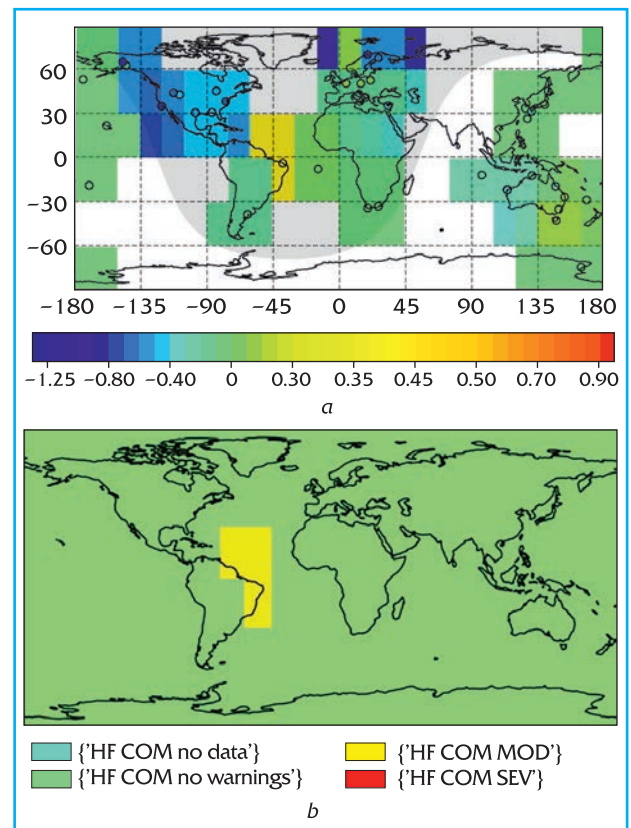 60
30
0
−30
−60
−180 −135 −90 −45 0 45 90 135 180
−1.25 −0.80 −0.40 0 0.30 0.35 0.45 0.50 0.70 0.90
a
{'HF COM no data'} {'HF COM MOD'}
{'HF COM no warnings'} {'HF COM SEV'}
b